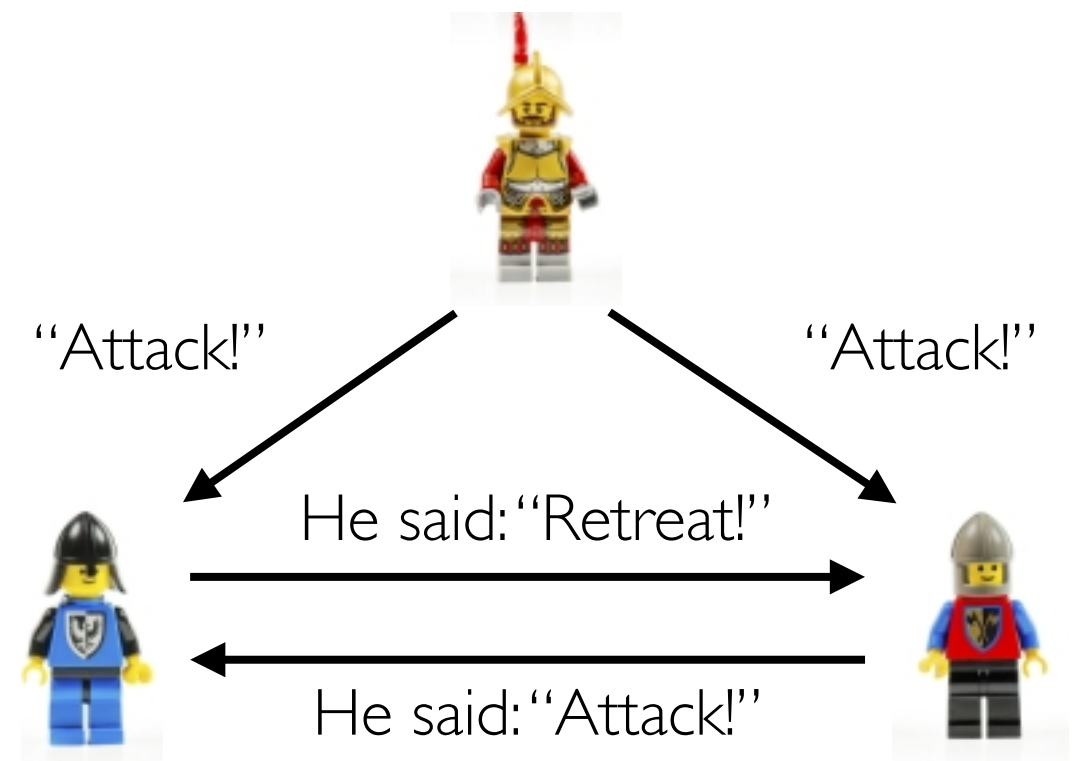 “Attack!”
“Attack!”
He said: “Retreat!”
He said: “Attack!”